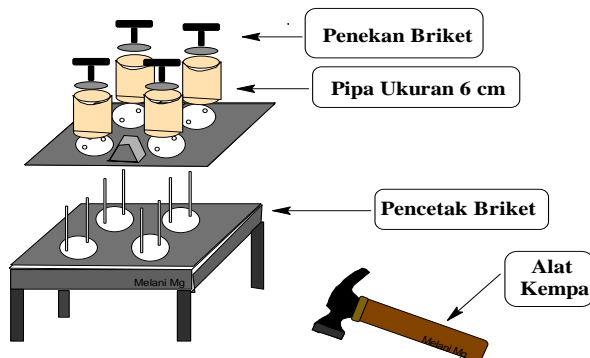 Penekan Briket
Pipa Ukuran 6 cm
Pencetak Briket
Melani Mg
Alat
Kempa
Melani Mg